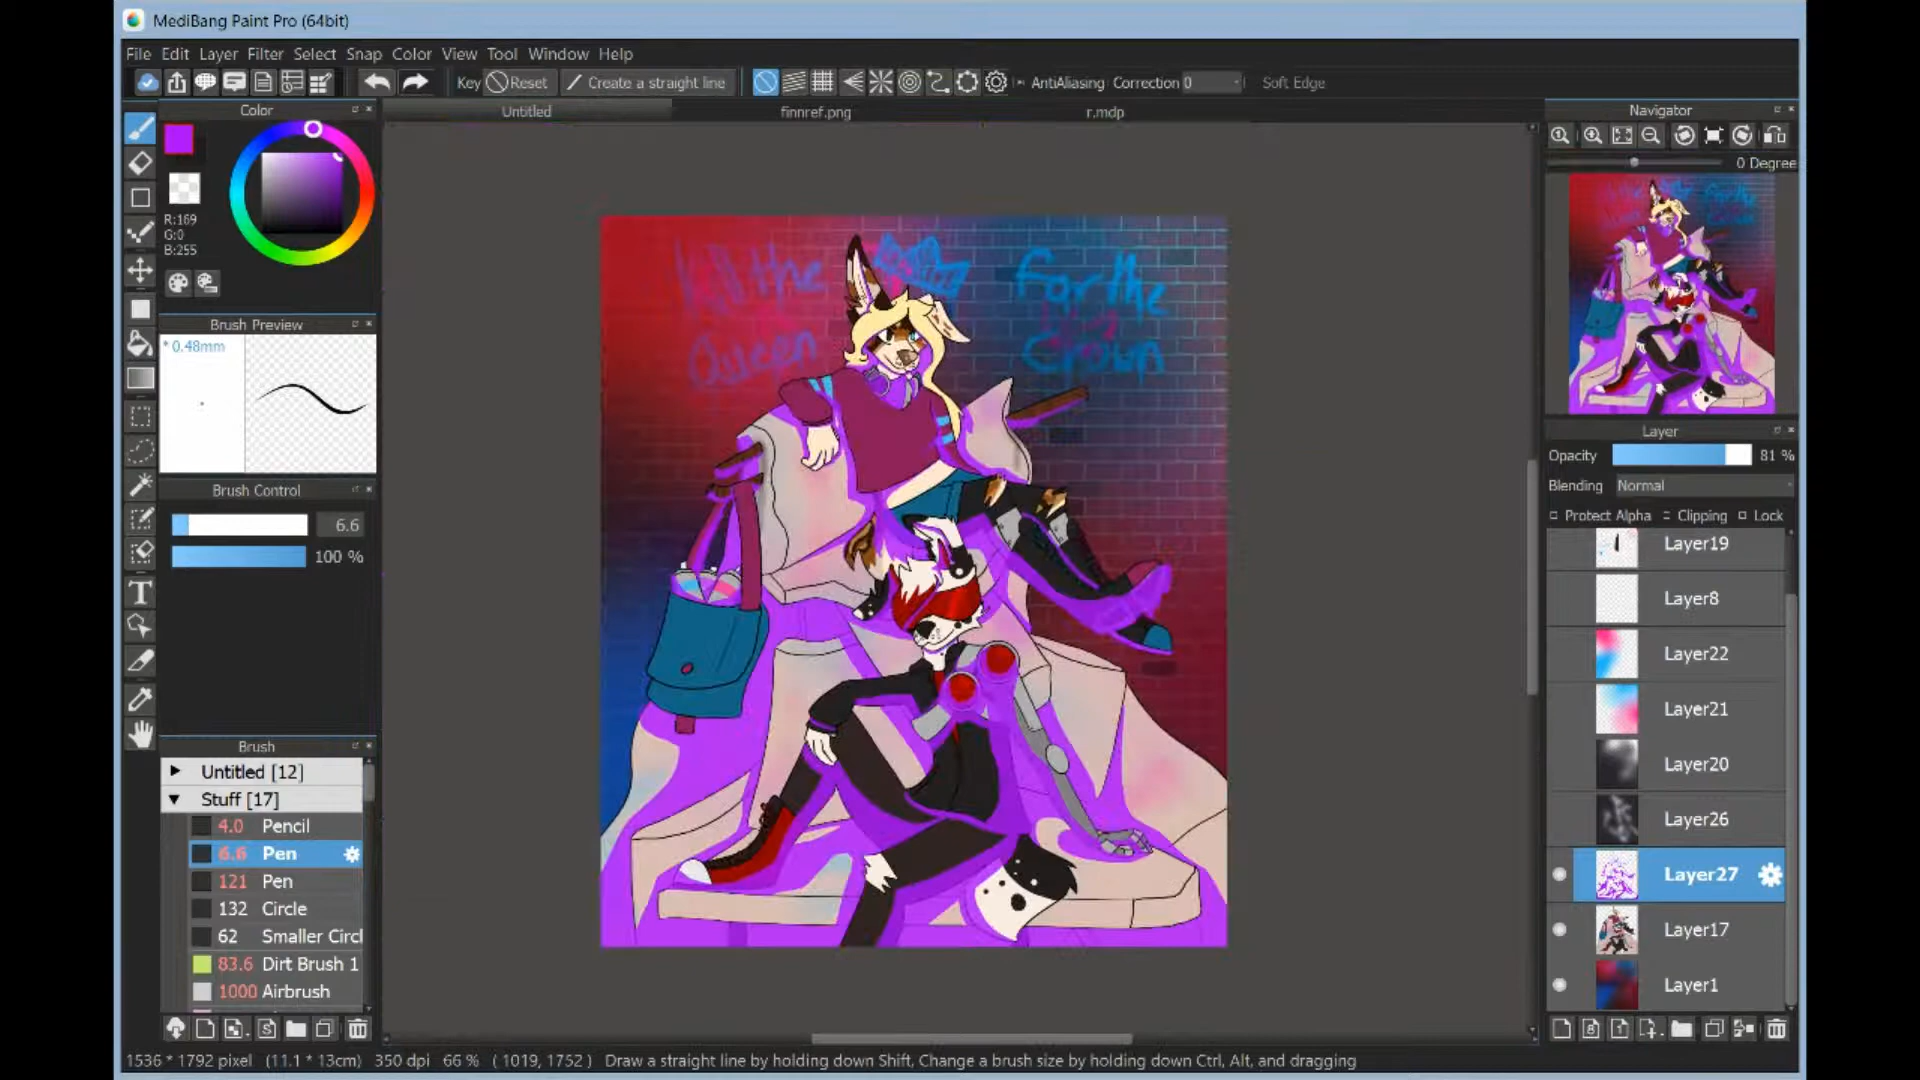 MediBang Paint Pro (64bit)
File Edit Layer Filter Select Snap Color View Tool Window Help
Key Reset Create a straight line AntiAliasing Correction 0 Soft Edge
Color
Untitled finnref.png r.mdp
Navigator
0 Degree
R:169
G:0
B:255
Brush Preview
* 0.48mm
Brush Control
6.6
100 %
Brush
Untitled [12]
Stuff [17]
4.0 Pencil
6.6 Pen
121 Pen
132 Circle
62 Smaller Circl
83.6 Dirt Brush 1
1000 Airbrush
kill the
Queen
For the
Crown
Layer
Opacity 81 %
Blending Normal
Protect Alpha Clipping Lock
Layer19
Layer8
Layer22
Layer21
Layer20
Layer26
Layer27
Layer17
Layer1
1536 * 1792 pixel (11.1 * 13cm) 350 dpi 66 % ( 1019, 1752 ) Draw a straight line by holding down Shift, Change a brush size by holding down Ctrl, Alt, and dragging